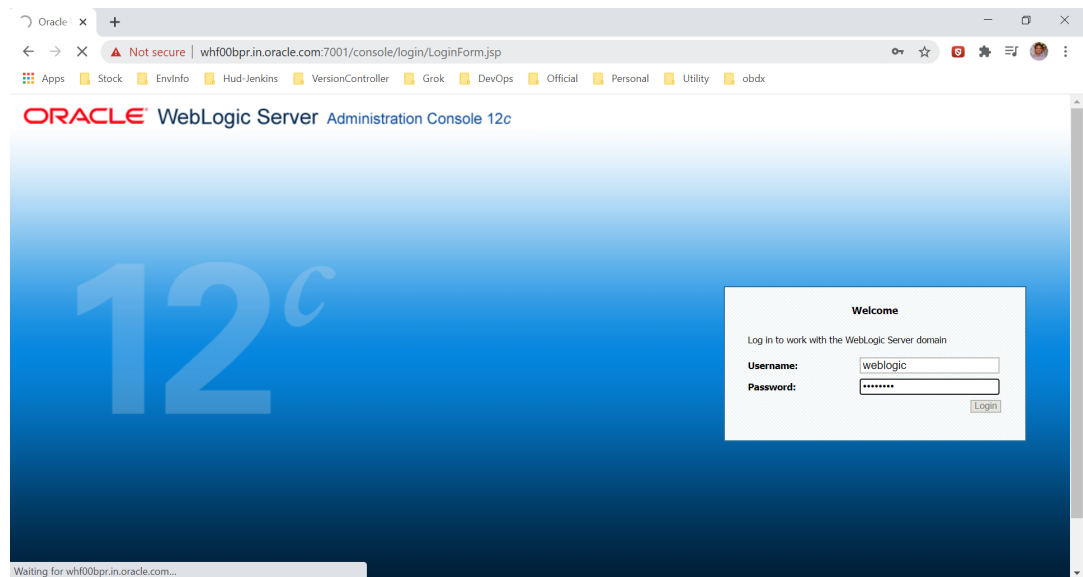 Oracle
Not secure | whf00bpr.in.oracle.com:7001/console/login/LoginForm.jsp
Apps Stock EnvInfo Hud-Jenkins VersionController Grok DevOps Official Personal Utility obdx
ORACLE WebLogic Server Administration Console 12c
12c
Welcome
Log in to work with the WebLogic Server domain
Username: weblogic
Password: ••••••••
Login
Waiting for whf00bpr.in.oracle.com...